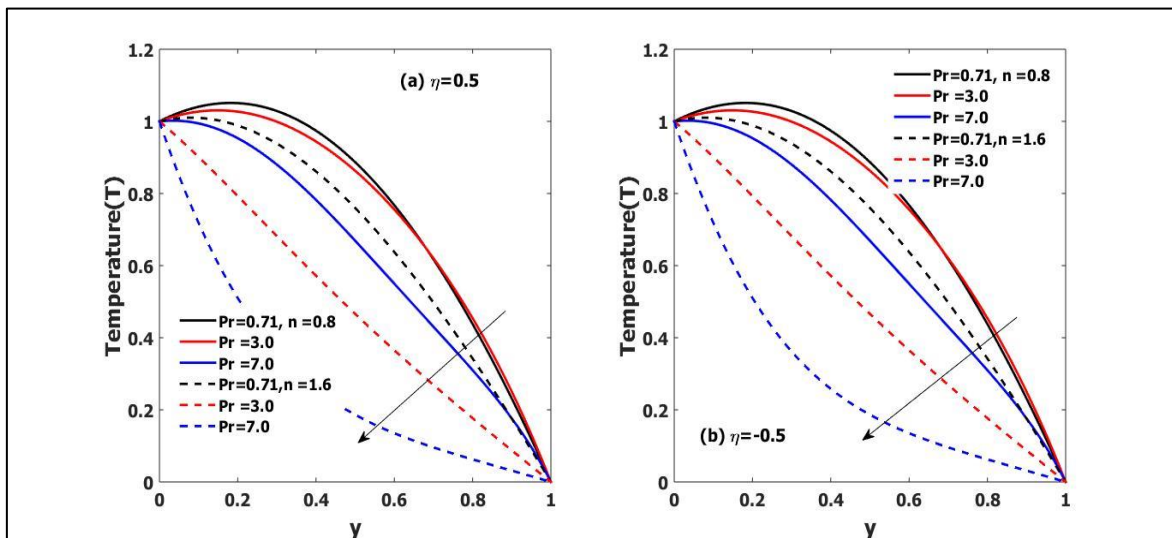 1.2
1
0.8
0.6
0.4
0.2
0
Temperature(T)
(a) η=0.5
Pr=0.71, n =0.8
Pr =3.0
Pr =7.0
Pr=0.71,n =1.6
Pr =3.0
Pr=7.0
0 0.2 0.4 0.6 0.8 1
y
1.2
1
0.8
0.6
0.4
0.2
0
Temperature(T)
Pr=0.71, n =0.8
Pr =3.0
Pr =7.0
Pr=0.71,n =1.6
Pr =3.0
Pr=7.0
(b) η=-0.5
0 0.2 0.4 0.6 0.8 1
y